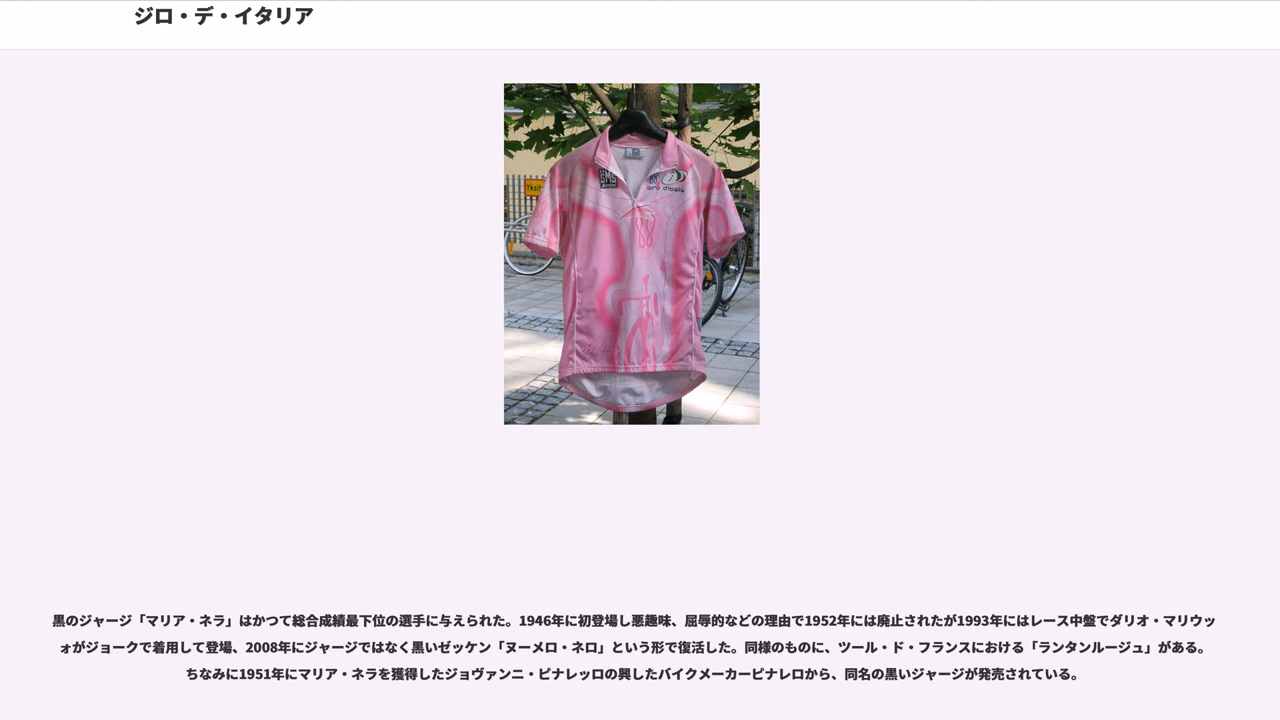 ジロ・デ・イタリア
SMS
giro d'italia
黒のジャージ「マリア・ネラ」はかつて総合成績最下位の選手に与えられた。1946年に初登場し悪趣味、屈辱的などの理由で1952年には廃止されたが1993年にはレース中盤でダリオ・マリウッ
ォがジョークで着用して登場、2008年にジャージではなく黒いゼッケン「ヌーメロ・ネロ」という形で復活した。同様のものに、ツール・ド・フランスにおける「ランタンルージュ」がある。
ちなみに1951年にマリア・ネラを獲得したジョヴァンニ・ピナレッロの興したバイクメーカーピナレロから、同名の黒いジャージが発売されている。